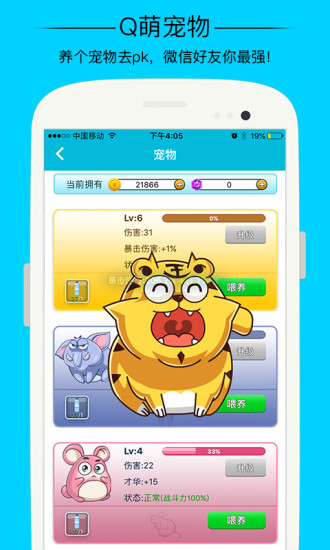 Q萌宠物
养个宠物去pk，微信好友你最强!
中国移动 下午4:05 19%
宠物
当前拥有 21866 0
Lv:6 0%
伤害:31 升级
暴击伤害:+1%
暴击
喂养
升级
喂养
Lv:4 33%
伤害:22 升级
才华:+15
状态:正常(战斗力100%)
喂养